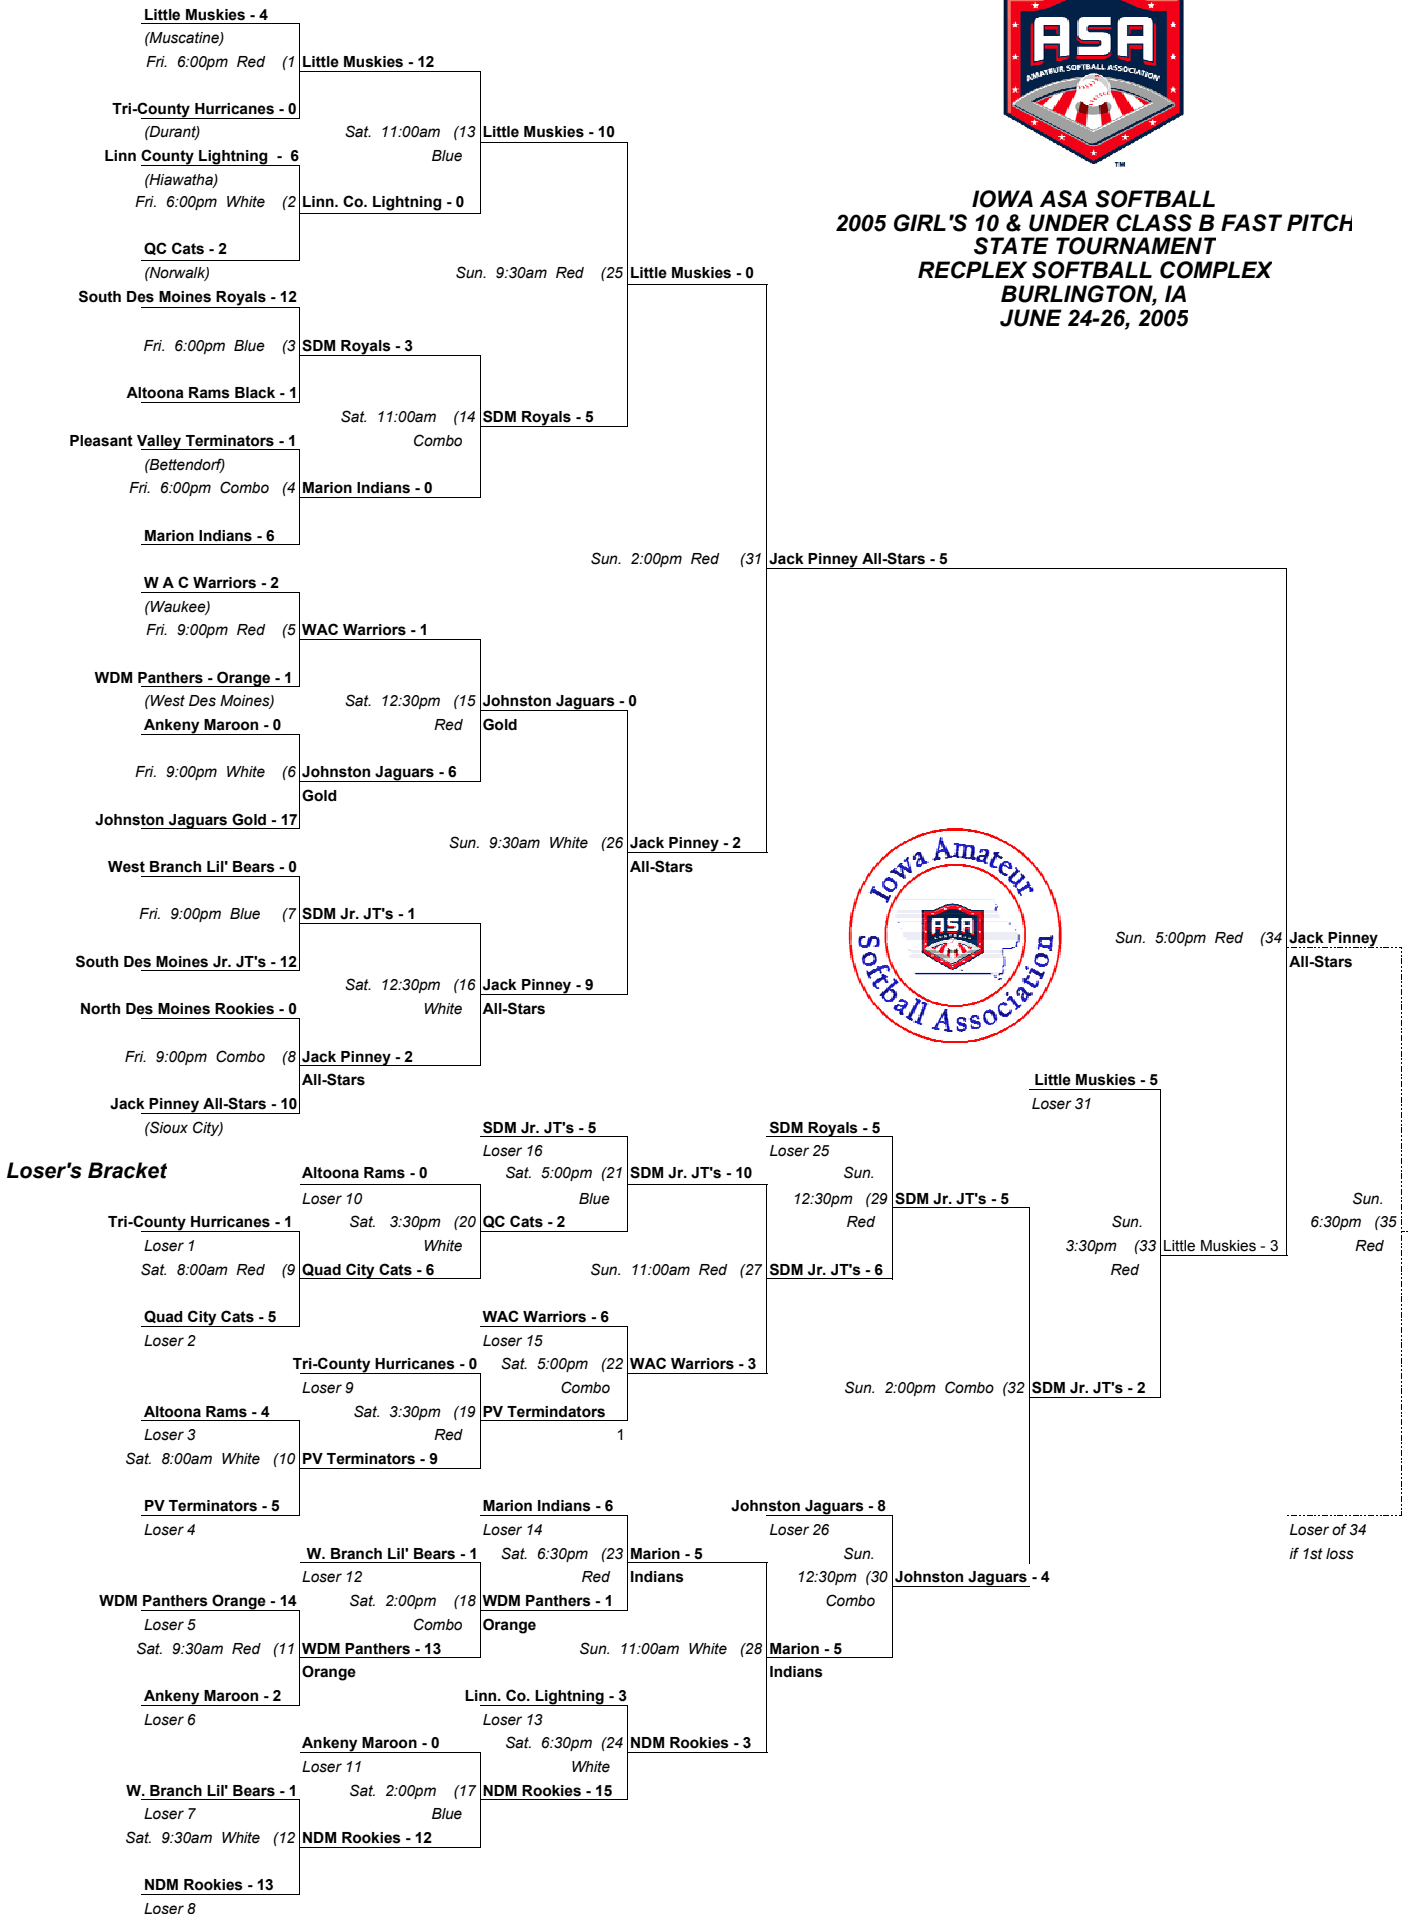 Little Muskies - 4
(Muscatine)
Fri. 6:00pm Red (1 Little Muskies - 12
Tri-County Hurricanes - 0
(Durant) Sat. 11:00am (13 Little Muskies - 10
Linn County Lightning - 6 Blue
(Hiawatha)
Fri. 6:00pm White (2 Linn. Co. Lightning - 0
QC Cats - 2
(Norwalk) Sun. 9:30am Red (25 Little Muskies - 0
South Des Moines Royals - 12
Fri. 6:00pm Blue (3 SDM Royals - 3
Altoona Rams Black - 1
Sat. 11:00am (14 SDM Royals - 5
Pleasant Valley Terminators - 1 Combo
(Bettendorf)
Fri. 6:00pm Combo (4 Marion Indians - 0
Marion Indians - 6
Sun. 2:00pm Red (31 Jack Pinney All-Stars - 5
W A C Warriors - 2
(Waukee)
Fri. 9:00pm Red (5 WAC Warriors - 1
WDM Panthers - Orange - 1
(West Des Moines) Sat. 12:30pm (15 Johnston Jaguars - 0
Ankeny Maroon - 0 Red Gold
Fri. 9:00pm White (6 Johnston Jaguars - 6
Gold
Johnston Jaguars Gold - 17
Sun. 9:30am White (26 Jack Pinney - 2
West Branch Lil' Bears - 0 All-Stars
Fri. 9:00pm Blue (7 SDM Jr. JT's - 1
South Des Moines Jr. JT's - 12
Sat. 12:30pm (16 Jack Pinney - 9
North Des Moines Rookies - 0 White All-Stars
Fri. 9:00pm Combo (8 Jack Pinney - 2
All-Stars
Jack Pinney All-Stars - 10
(Sioux City)
ASA
AMATEUR SOFTBALL ASSOCIATION
TM
IOWA ASA SOFTBALL
2005 GIRL'S 10 & UNDER CLASS B FAST PITCH
STATE TOURNAMENT
RECPLEX SOFTBALL COMPLEX
BURLINGTON, IA
JUNE 24-26, 2005
Iowa Amateur
Softball Association
ASA
Sun. 5:00pm Red (34 Jack Pinney
All-Stars
Little Muskies - 5
Loser 31
Loser's Bracket
SDM Jr. JT's - 5 SDM Royals - 5
Loser 16 Loser 25
Altoona Rams - 0 Sat. 5:00pm (21 SDM Jr. JT's - 10 Sun.
Loser 10 Blue 12:30pm (29 SDM Jr. JT's - 5 Sun.
Tri-County Hurricanes - 1 Sat. 3:30pm (20 QC Cats - 2 Red Sun. 6:30pm (35
Loser 1 White 3:30pm (33 Little Muskies - 3 Red
Sat. 8:00am Red (9 Quad City Cats - 6 Sun. 11:00am Red (27 SDM Jr. JT's - 6 Red
Quad City Cats - 5 WAC Warriors - 6
Loser 2 Loser 15
Tri-County Hurricanes - 0 Sat. 5:00pm (22 WAC Warriors - 3
Loser 9 Combo Sun. 2:00pm Combo (32 SDM Jr. JT's - 2
Altoona Rams - 4 Sat. 3:30pm (19 PV Termindators
Loser 3 Red 1
Sat. 8:00am White (10 PV Terminators - 9
PV Terminators - 5 Marion Indians - 6 Johnston Jaguars - 8
Loser 4 Loser 14 Loser 26 Loser of 34
W. Branch Lil' Bears - 1 Sat. 6:30pm (23 Marion - 5 Sun. if 1st loss
Loser 12 Red Indians 12:30pm (30 Johnston Jaguars - 4
WDM Panthers Orange - 14 Sat. 2:00pm (18 WDM Panthers - 1 Combo
Loser 5 Combo Orange
Sat. 9:30am Red (11 WDM Panthers - 13 Sun. 11:00am White (28 Marion - 5
Orange Indians
Ankeny Maroon - 2 Linn. Co. Lightning - 3
Loser 6 Loser 13
Ankeny Maroon - 0 Sat. 6:30pm (24 NDM Rookies - 3
Loser 11 White
W. Branch Lil' Bears - 1 Sat. 2:00pm (17 NDM Rookies - 15
Loser 7 Blue
Sat. 9:30am White (12 NDM Rookies - 12
NDM Rookies - 13
Loser 8